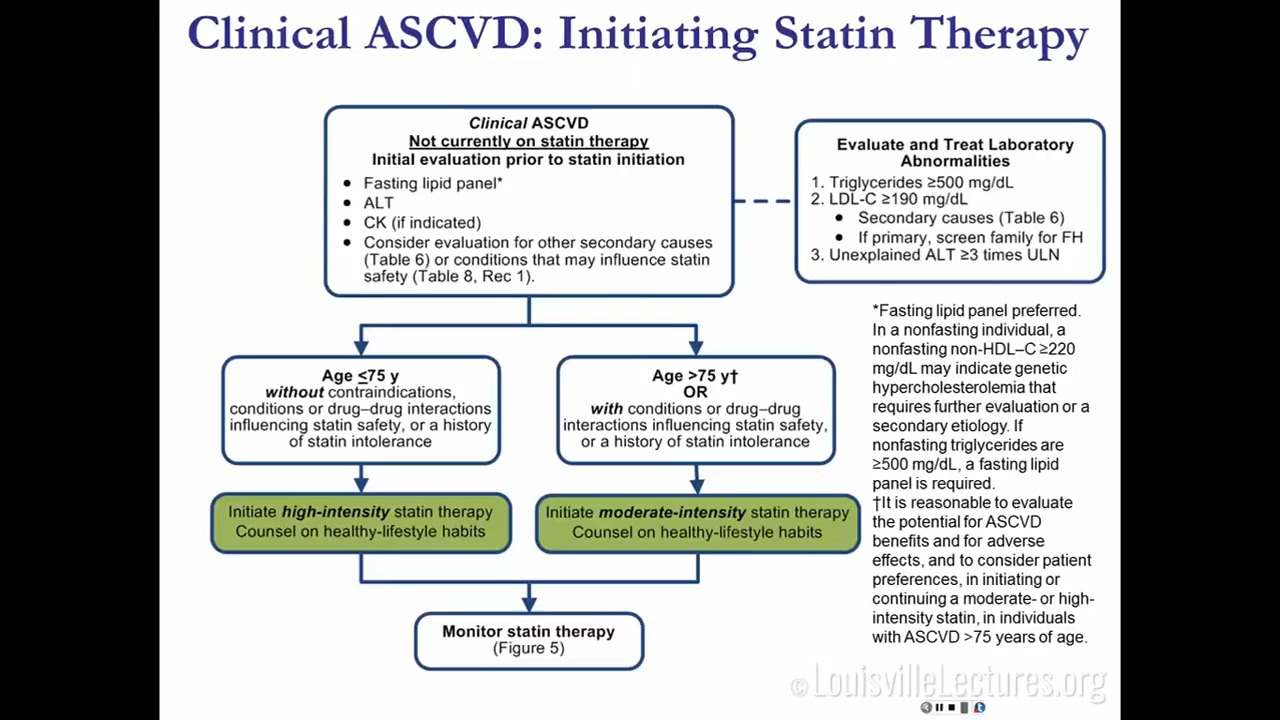 Clinical ASCVD: Initiating Statin Therapy
Clinical ASCVD
Not currently on statin therapy
Initial evaluation prior to statin initiation
• Fasting lipid panel*
• ALT
• CK (if indicated)
• Consider evaluation for other secondary causes
(Table 6) or conditions that may influence statin
safety (Table 8, Rec 1).
Evaluate and Treat Laboratory
Abnormalities
1. Triglycerides ≥500 mg/dL
2. LDL-C ≥190 mg/dL
• Secondary causes (Table 6)
• If primary, screen family for FH
3. Unexplained ALT ≥3 times ULN
Age ≤75 y
without contraindications,
conditions or drug–drug interactions
influencing statin safety, or a history
of statin intolerance
Age >75 y†
OR
with conditions or drug–drug
interactions influencing statin safety,
or a history of statin intolerance
Initiate high-intensity statin therapy
Counsel on healthy-lifestyle habits
Initiate moderate-intensity statin therapy
Counsel on healthy-lifestyle habits
Monitor statin therapy
(Figure 5)
*Fasting lipid panel preferred.
In a nonfasting individual, a
nonfasting non-HDL–C ≥220
mg/dL may indicate genetic
hypercholesterolemia that
requires further evaluation or a
secondary etiology. If
nonfasting triglycerides are
≥500 mg/dL, a fasting lipid
panel is required.
†It is reasonable to evaluate
the potential for ASCVD
benefits and for adverse
effects, and to consider patient
preferences, in initiating or
continuing a moderate- or high-
intensity statin, in individuals
with ASCVD >75 years of age.
©LouisvilleLectures.org